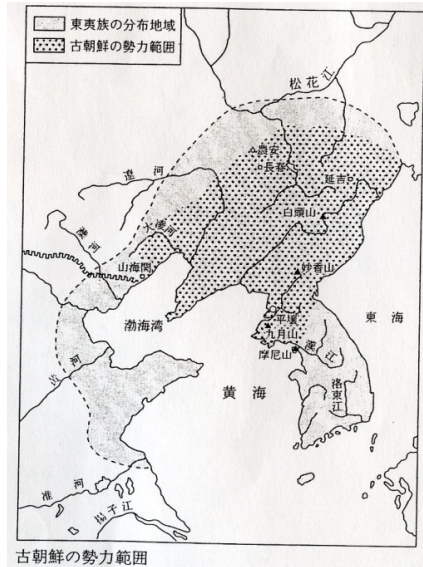 東夷族の分布地域
古朝鮮の勢力範囲
松花江
農安
長春
延吉
遼河
白頭山
大凌河
灤河
山海関
妙香山
渤海湾
平壌
九月山
東海
漢江
摩尼山
黄海
洛東江
黄河
淮河
揚子江
古朝鮮の勢力範囲